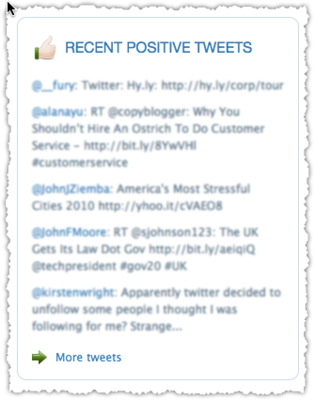 RECENT POSITIVE TWEETS
@__fury: Twitter: Hy.ly: http://hy.ly/corp/tour
@alanayu: RT @copyblogger: Why You
Shouldn't Hire An Ostrich To Do Customer
Service - http://bit.ly/8YwVHl
#customerservice
@JohnJZiemba: America's Most Stressful
Cities 2010 http://yhoo.it/cVAEO8
@JohnFMoore: RT @sjohnson123: The UK
Gets Its Law Dot Gov http://bit.ly/aeiqiQ
@techpresident #gov20 #UK
@kirstenwright: Apparently twitter decided to
unfollow some people I thought I was
following for me? Strange...
More tweets